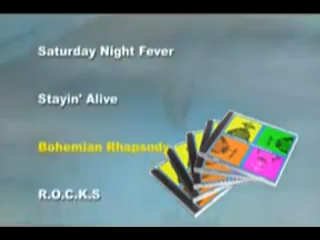 Saturday Night Fever
Stayin' Alive
Bohemian Rhapsody
R.O.C.K.S